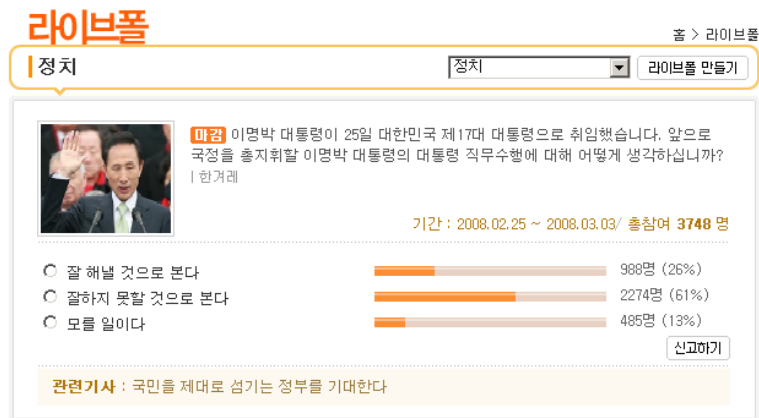 라이브폴
홈 > 라이브폴
정치
정치
라이브폴 만들기
마감 이명박 대통령이 25일 대한민국 제17대 대통령으로 취임했습니다. 앞으로
국정을 총지휘할 이명박 대통령의 대통령 직무수행에 대해 어떻게 생각하십니까?
| 한겨레
기간 : 2008.02.25 ~ 2008.03.03/ 총참여 3748 명
잘 해낼 것으로 본다 988명 (26%)
잘하지 못할 것으로 본다 2274명 (61%)
모를 일이다 485명 (13%)
신고하기
관련기사 : 국민을 제대로 섬기는 정부를 기대한다